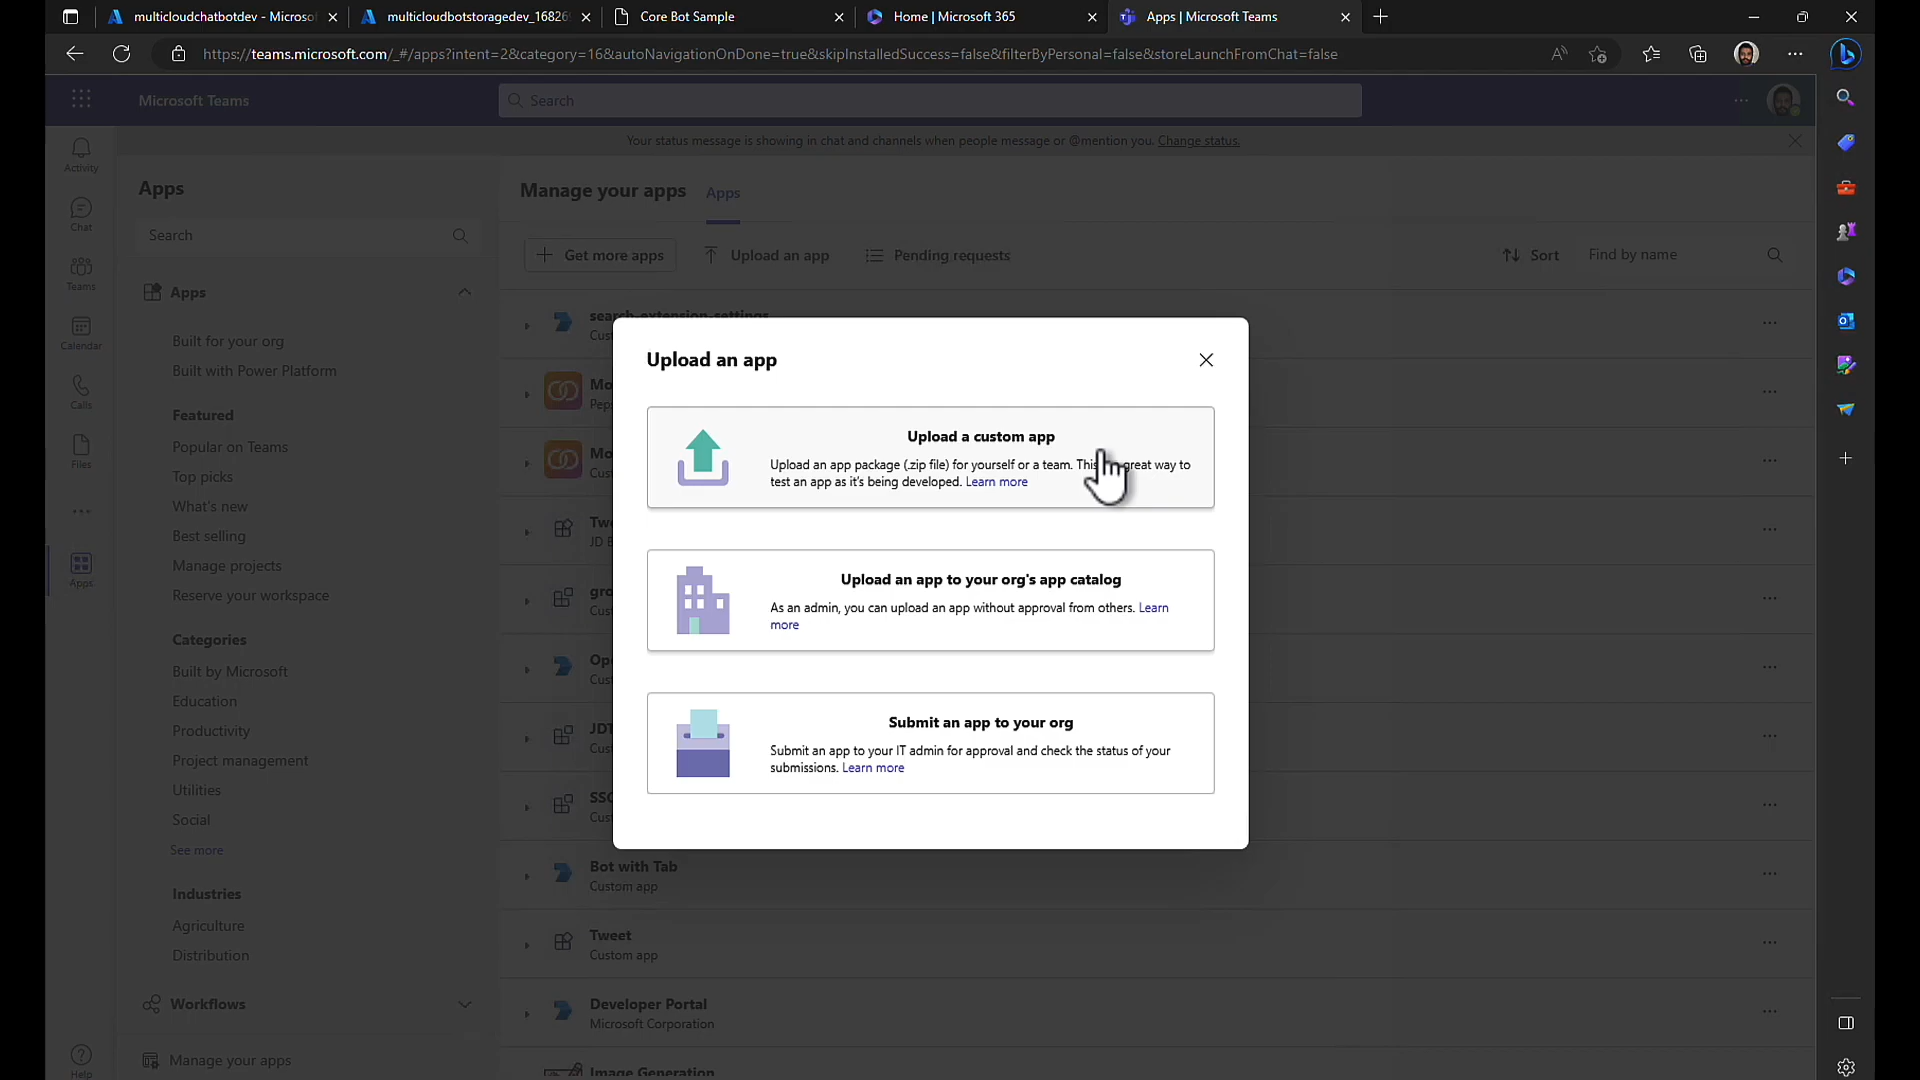 multicloudchatbotdev - Microso
multicloudbotstoragedev_16826
Core Bot Sample
Home | Microsoft 365
Apps | Microsoft Teams
https://teams.microsoft.com/_#/apps?intent=2&category=16&autoNavigationOnDone=true&skipInstalledSuccess=false&filterByPersonal=false&storeLaunchFromChat=false
Microsoft Teams
Search
Your status message is showing in chat and channels when people message or @mention you. Change status.
Activity
Chat
Teams
Calendar
Calls
Files
Apps
Help
Apps
Search
Apps
Built for your org
Built with Power Platform
Featured
Popular on Teams
Top picks
What's new
Best selling
Manage projects
Reserve your workspace
Categories
Built by Microsoft
Education
Productivity
Project management
Utilities
Social
See more
Industries
Agriculture
Distribution
Workflows
Manage your apps
Manage your apps
Apps
Get more apps
Upload an app
Pending requests
Sort
Find by name
search-extension-settings
Upload an app
Upload a custom app
Upload an app package (.zip file) for yourself or a team. This great way to
test an app as it's being developed. Learn more
Upload an app to your org's app catalog
As an admin, you can upload an app without approval from others. Learn
more
Submit an app to your org
Submit an app to your IT admin for approval and check the status of your
submissions. Learn more
Bot with Tab
Custom app
Tweet
Custom app
Developer Portal
Microsoft Corporation
Image Generation